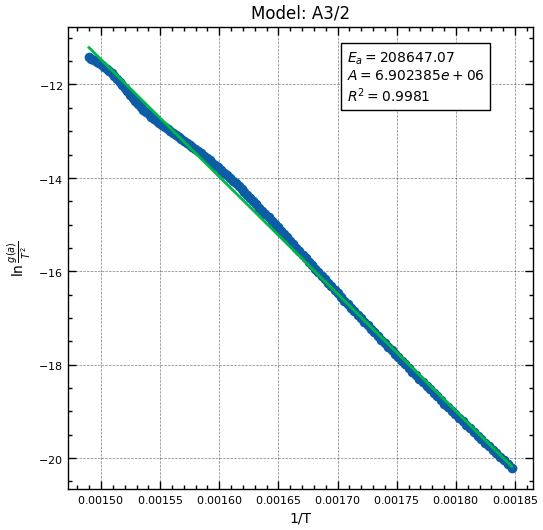 Model: A3/2
E_a = 208647.07
A = 6.902385e + 06
R² = 0.9981
−12
−14
−16
−18
−20
ln g(a)/T²
0.00150 0.00155 0.00160 0.00165 0.00170 0.00175 0.00180 0.00185
1/T